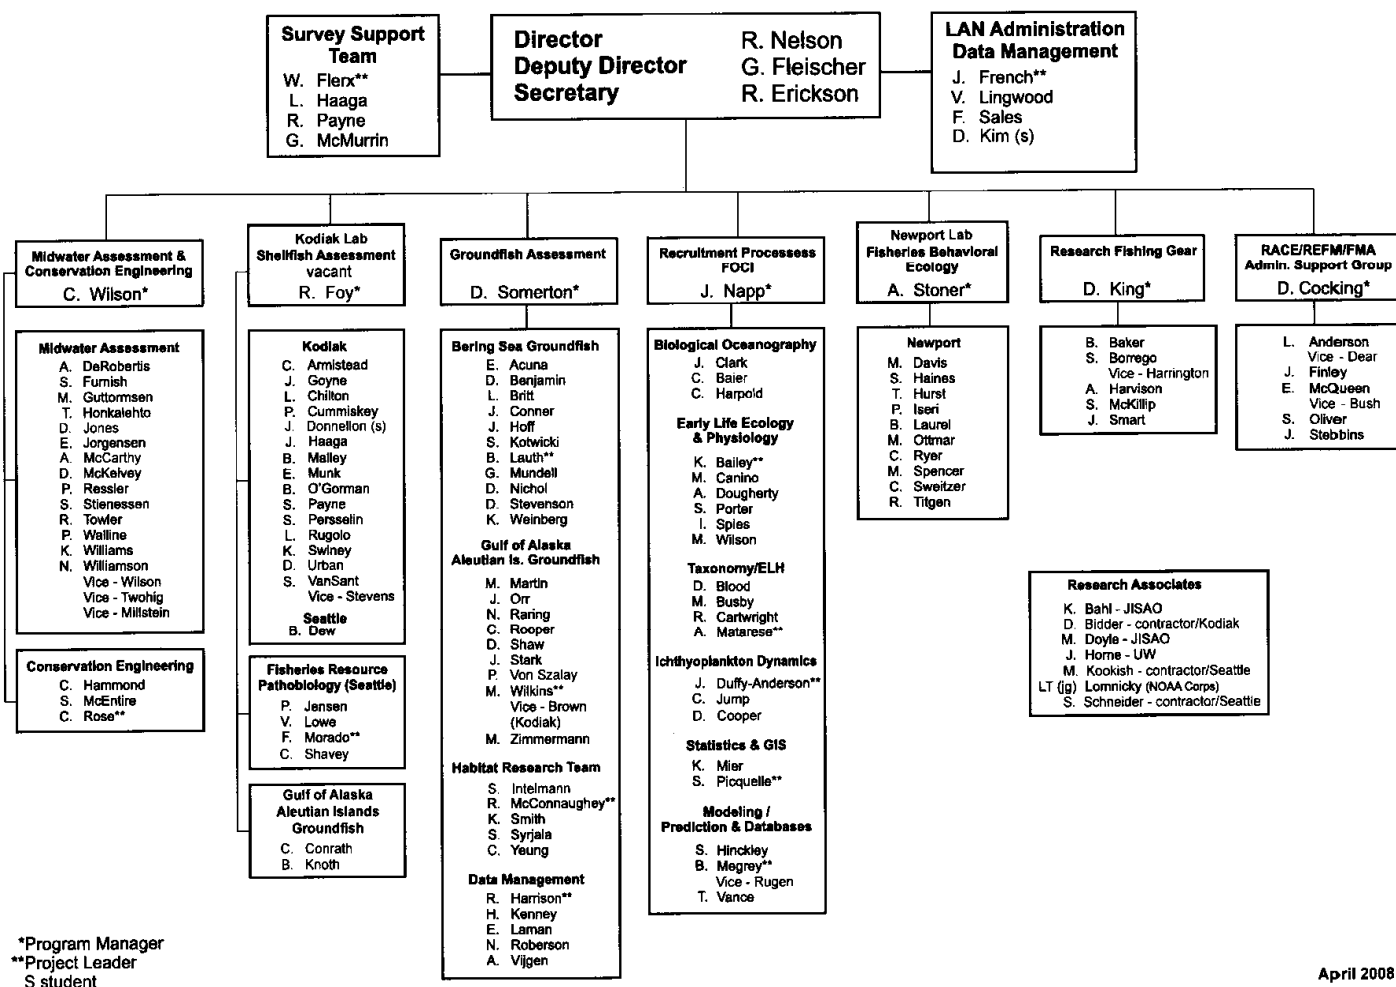 Survey Support
Team
W. Flerx**
L. Haaga
R. Payne
G. McMurrin
Director R. Nelson
Deputy Director G. Fleischer
Secretary R. Erickson
LAN Administration
Data Management
J. French**
V. Lingwood
F. Sales
D. Kim (s)
Midwater Assessment &
Conservation Engineering
C. Wilson*
Midwater Assessment
A. DeRobertis
S. Furnish
M. Guttormsen
T. Honkalehto
D. Jones
E. Jorgensen
A. McCarthy
D. McKelvey
P. Ressler
S. Stienessen
R. Towler
P. Walline
K. Williams
N. Williamson
Vice - Wilson
Vice - Twohig
Vice - Millstein
Conservation Engineering
C. Hammond
S. McEntire
C. Rose**
Kodiak Lab
Shellfish Assessment
vacant
R. Foy*
Kodiak
C. Armistead
J. Goyne
L. Chilton
P. Cummiskey
J. Donnellon (s)
J. Haaga
B. Malley
E. Munk
B. O'Gorman
S. Payne
S. Persselin
L. Rugolo
K. Swiney
D. Urban
S. VanSant
Vice - Stevens
Seattle
B. Dew
Fisheries Resource
Pathobiology (Seattle)
P. Jensen
V. Lowe
F. Morado**
C. Shavey
Gulf of Alaska
Aleutian Islands
Groundfish
C. Conrath
B. Knoth
Groundfish Assessment
D. Somerton*
Bering Sea Groundfish
E. Acuna
D. Benjamin
L. Britt
J. Conner
J. Hoff
S. Kotwicki
B. Lauth**
G. Mundell
D. Nichol
D. Stevenson
K. Weinberg
Gulf of Alaska
Aleutian Is. Groundfish
M. Martin
J. Orr
N. Raring
C. Rooper
D. Shaw
J. Stark
P. Von Szalay
M. Wilkins**
Vice - Brown
(Kodiak)
M. Zimmermann
Habitat Research Team
S. Intelmann
R. McConnaughey**
K. Smith
S. Syrjala
C. Yeung
Data Management
R. Harrison**
H. Kenney
E. Laman
N. Roberson
A. Vijgen
Recruitment Processess
FOCI
J. Napp*
Biological Oceanography
J. Clark
C. Baier
C. Harpold
Early Life Ecology
& Physiology
K. Bailey**
M. Canino
A. Dougherty
S. Porter
I. Spies
M. Wilson
Taxonomy/ELH
D. Blood
M. Busby
R. Cartwright
A. Matarese**
Ichthyoplankton Dynamics
J. Duffy-Anderson**
C. Jump
D. Cooper
Statistics & GIS
K. Mier
S. Picquelle**
Modeling /
Prediction & Databases
S. Hinckley
B. Megrey**
Vice - Rugen
T. Vance
Newport Lab
Fisheries Behavioral
Ecology
A. Stoner*
Newport
M. Davis
S. Haines
T. Hurst
P. Iseri
B. Laurel
M. Ottmar
C. Ryer
M. Spencer
C. Sweitzer
R. Titgen
Research Fishing Gear
D. King*
B. Baker
S. Borrego
Vice - Harrington
A. Harvison
S. McKillip
J. Smart
RACE/REFM/FMA
Admin. Support Group
D. Cocking*
L. Anderson
Vice - Dear
J. Finley
E. McQueen
Vice - Bush
S. Oliver
J. Stebbins
Research Associates
K. Bahl - JISAO
D. Bidder - contractor/Kodiak
M. Doyle - JISAO
J. Horne - UW
M. Kookish - contractor/Seattle
LT (jg) Lomnicky (NOAA Corps)
S. Schneider - contractor/Seattle
*Program Manager
**Project Leader
S student
April 2008